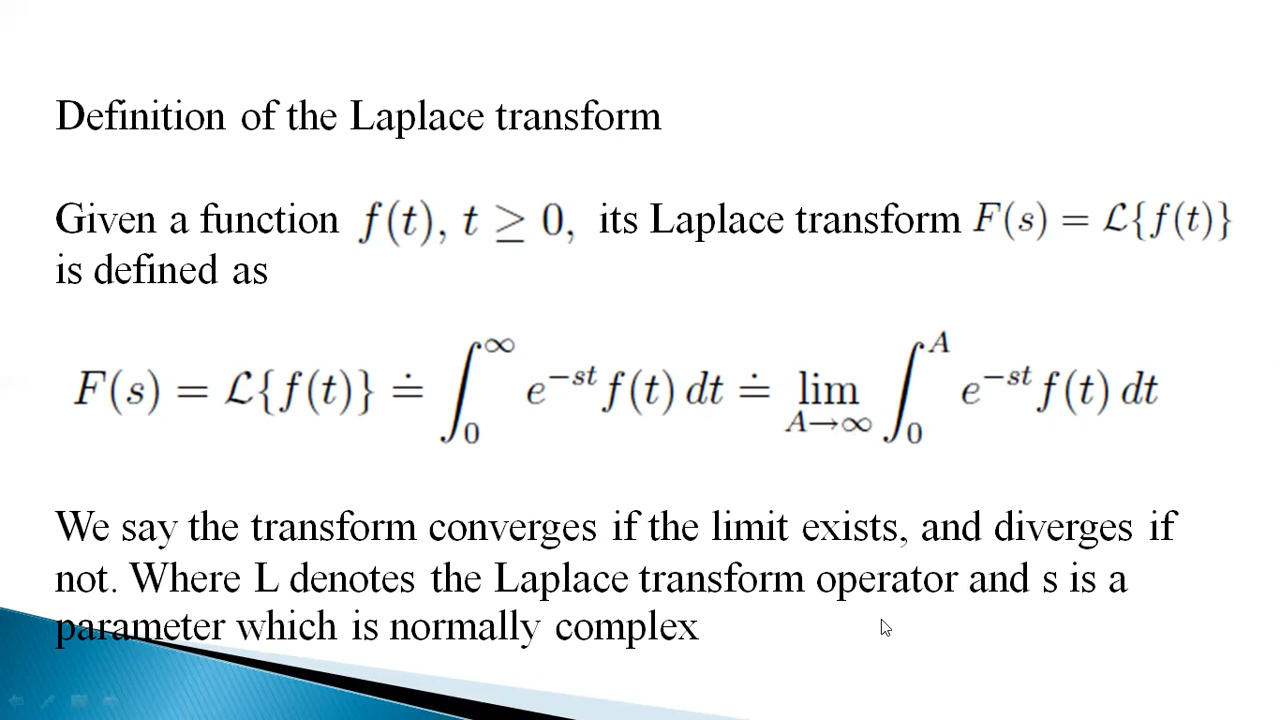 Definition of the Laplace transform
Given a function f(t), t ≥ 0, its Laplace transform F(s) = ℒ{f(t)}
is defined as
F(s) = ℒ{f(t)} ≐ ∫₀^∞ e^{−st} f(t) dt ≐ lim_{A→∞} ∫₀^A e^{−st} f(t) dt
We say the transform converges if the limit exists, and diverges if
not. Where L denotes the Laplace transform operator and s is a
parameter which is normally complex